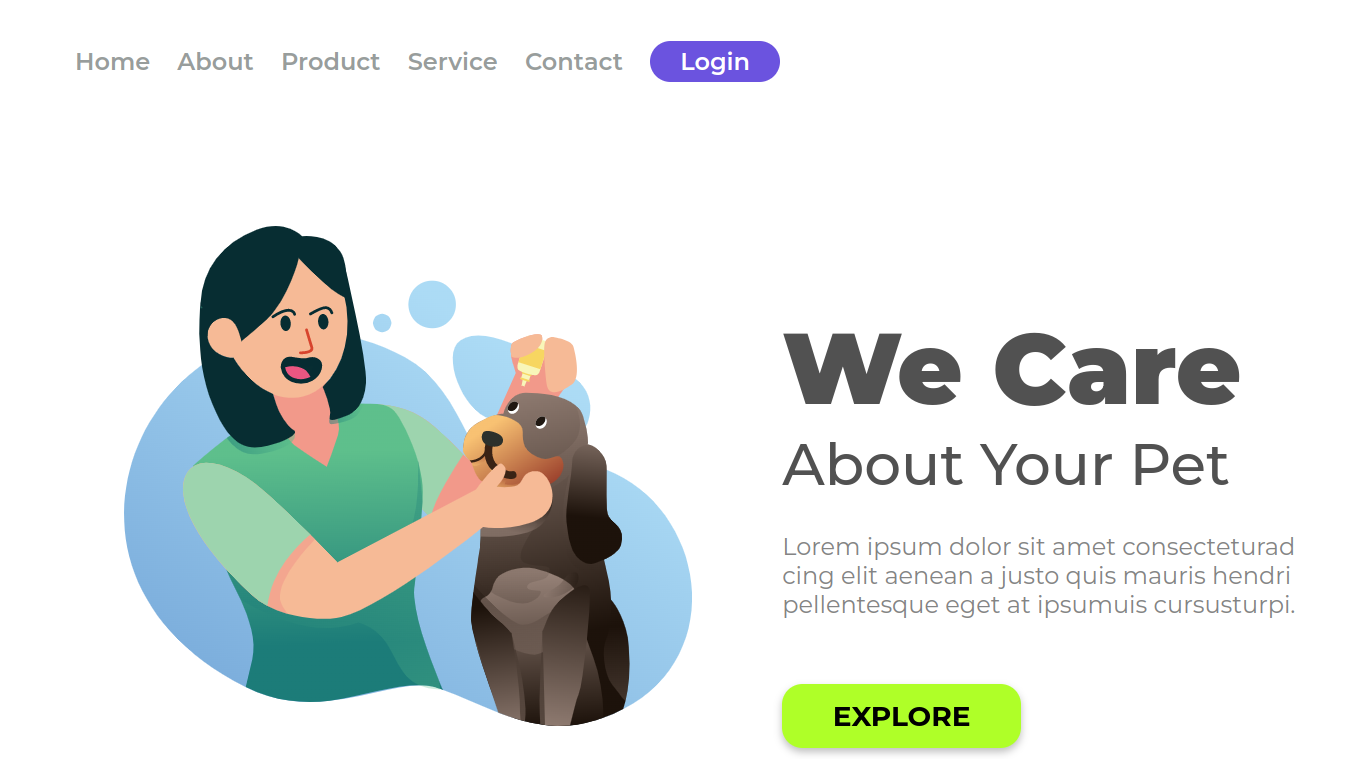 Home About Product Service Contact Login
We Care
About Your Pet
Lorem ipsum dolor sit amet consecteturad
cing elit aenean a justo quis mauris hendri
pellentesque eget at ipsumuis cursusturpi.
EXPLORE